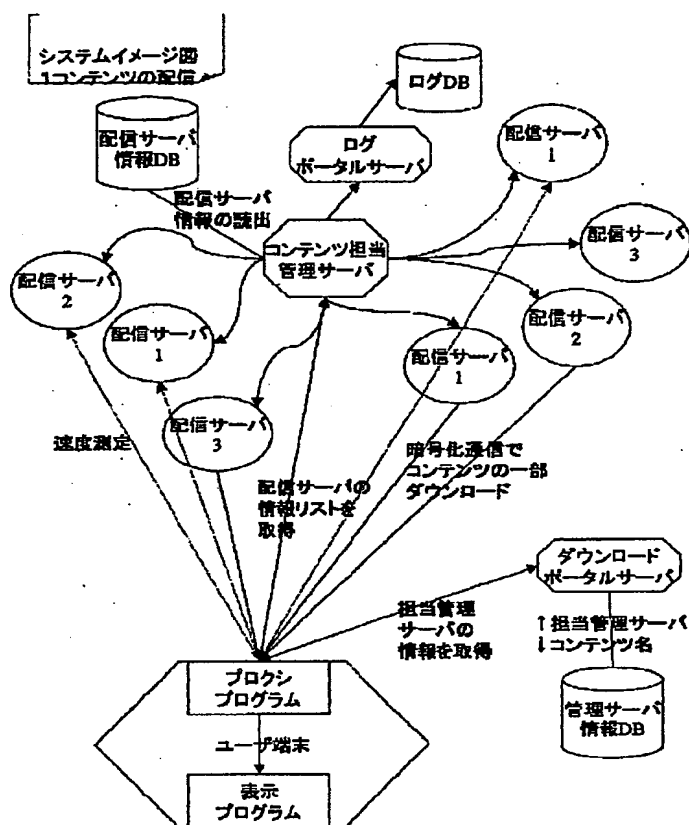 システムイメージ図
1コンテンツの配信
ログDB
配信サーバ
情報DB
ログ
ポータルサーバ
配信サーバ
1
配信サーバ
情報の読出
コンテンツ担当
管理サーバ
配信サーバ
3
配信サーバ
2
配信サーバ
1
配信サーバ
2
配信サーバ
1
配信サーバ
3
速度測定
暗号化通信で
コンテンツの一部
ダウンロード
配信サーバの
情報リストを
取得
ダウンロード
ポータルサーバ
担当管理
サーバの
情報を取得
↑担当管理サーバ
↓コンテンツ名
プロクシ
プログラム
管理サーバ
情報DB
ユーザ端末
表示
プログラム